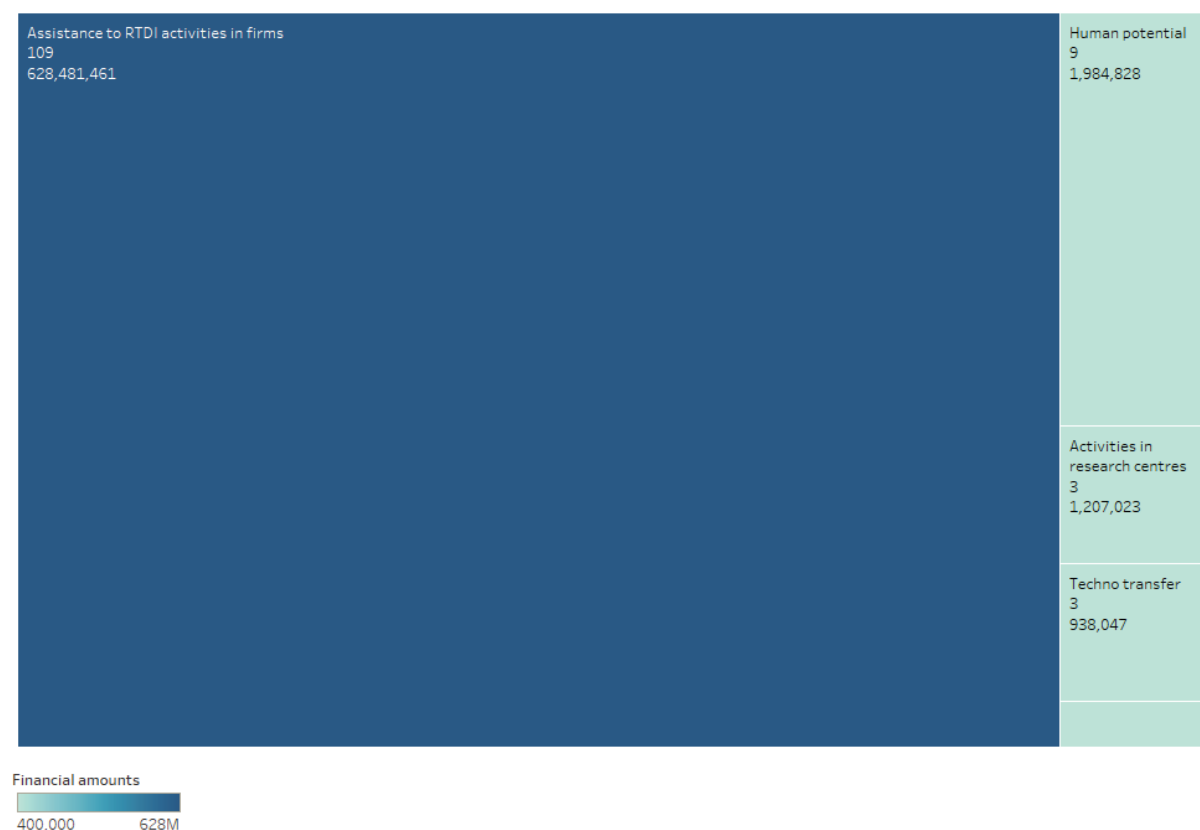 Assistance to RTDI activities in firms
109
628,481,461
Human potential
9
1,984,828
Activities in
research centres
3
1,207,023
Techno transfer
3
938,047
Financial amounts
400,000
628M